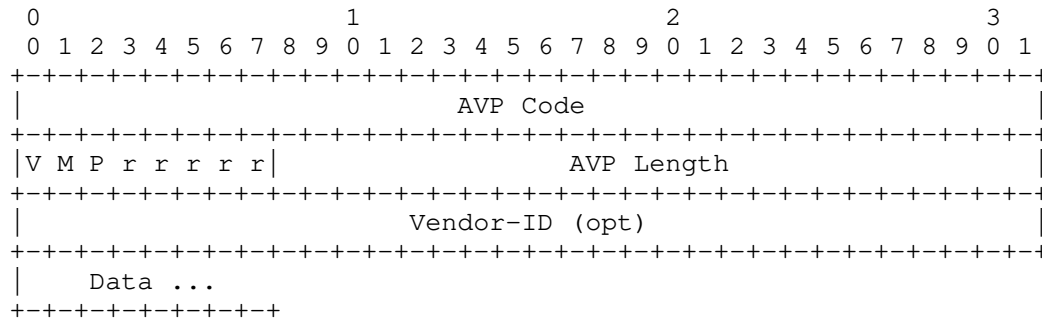 0                   1                   2                   3
 0 1 2 3 4 5 6 7 8 9 0 1 2 3 4 5 6 7 8 9 0 1 2 3 4 5 6 7 8 9 0 1
+-+-+-+-+-+-+-+-+-+-+-+-+-+-+-+-+-+-+-+-+-+-+-+-+-+-+-+-+-+-+-+-+
|                           AVP Code                            |
+-+-+-+-+-+-+-+-+-+-+-+-+-+-+-+-+-+-+-+-+-+-+-+-+-+-+-+-+-+-+-+-+
|V M P r r r r r|                  AVP Length                   |
+-+-+-+-+-+-+-+-+-+-+-+-+-+-+-+-+-+-+-+-+-+-+-+-+-+-+-+-+-+-+-+-+
|                        Vendor-ID (opt)                        |
+-+-+-+-+-+-+-+-+-+-+-+-+-+-+-+-+-+-+-+-+-+-+-+-+-+-+-+-+-+-+-+-+
|    Data ...
+-+-+-+-+-+-+-+-+